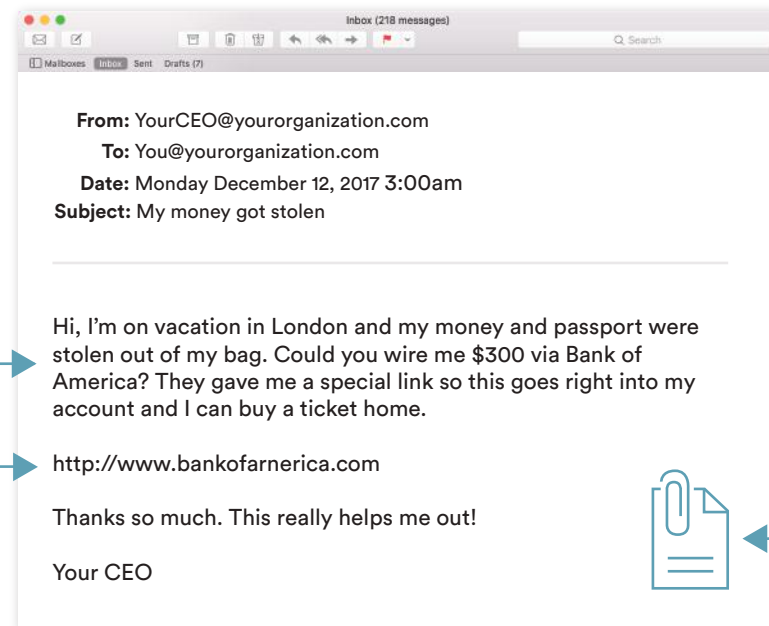 Inbox (218 messages)
Search
Mailboxes Inbox Sent Drafts (7)
From: YourCEO@yourorganization.com
To: You@yourorganization.com
Date: Monday December 12, 2017 3:00am
Subject: My money got stolen
Hi, I’m on vacation in London and my money and passport were
stolen out of my bag. Could you wire me $300 via Bank of
America? They gave me a special link so this goes right into my
account and I can buy a ticket home.
http://www.bankofarnerica.com
Thanks so much. This really helps me out!
Your CEO